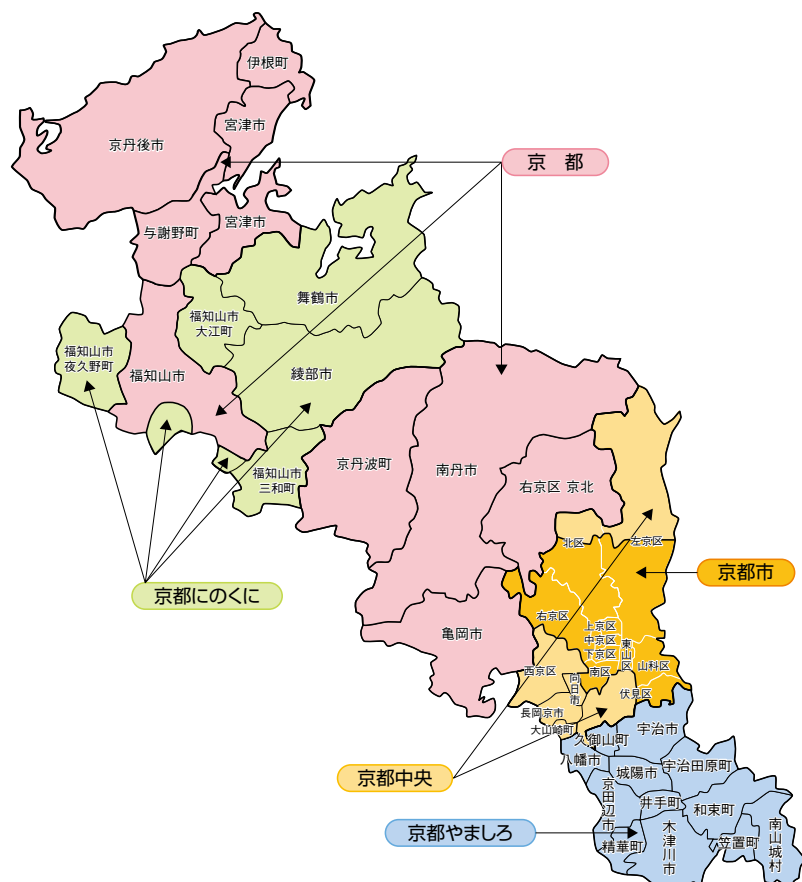 伊根町
宮津市
京丹後市
京　都
与謝野町
宮津市
舞鶴市
福知山市
大江町
福知山市
夜久野町
福知山市
綾部市
京丹波町
南丹市
福知山市
三和町
右京区 京北
北区
左京区
京都市
京都にのくに
右京区
上京区
中京区
下京区
東山区
山科区
亀岡市
西京区
南区
向日市
伏見区
長岡京市
大山崎町
久御山町
宇治市
八幡市
京都中央
城陽市
宇治田原町
京田辺市
井手町
和束町
京都やましろ
精華町
木津川市
笠置町
南山城村